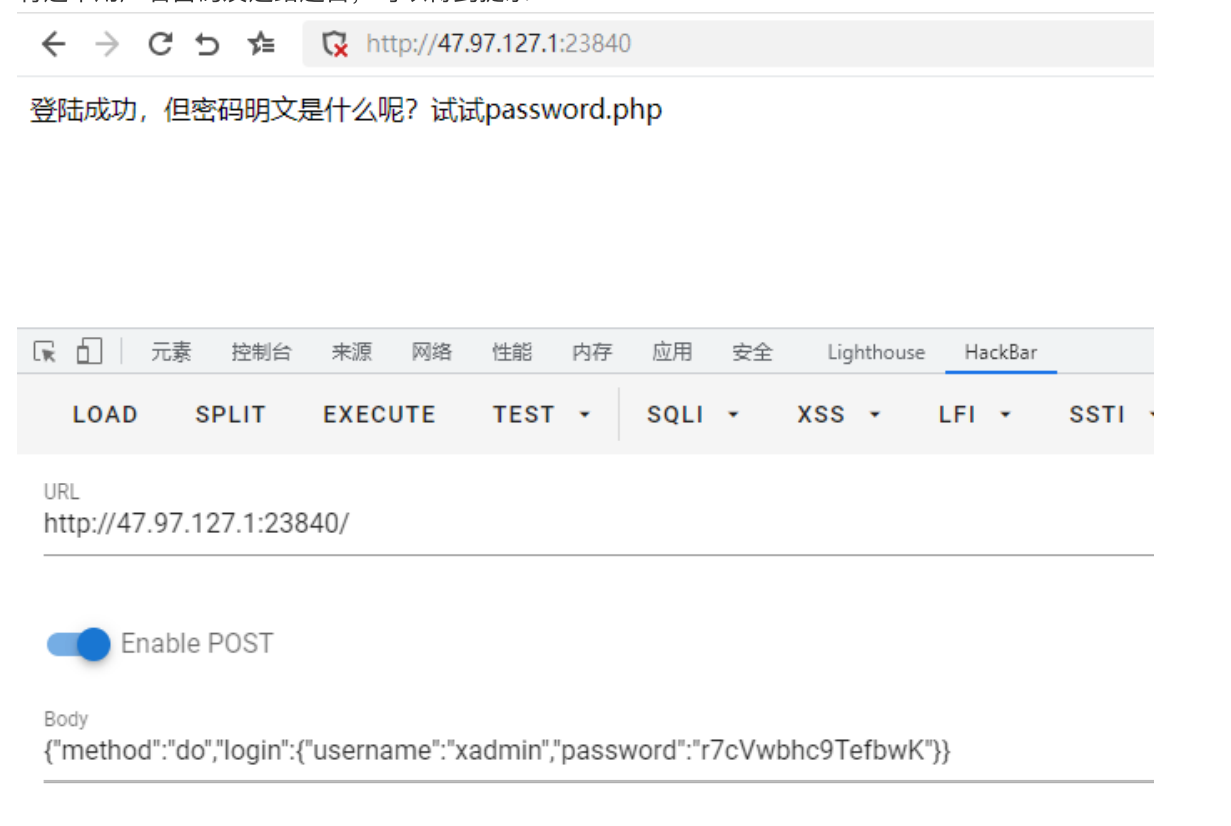 http://47.97.127.1:23840
登陆成功，但密码明文是什么呢？试试password.php
元素 控制台 来源 网络 性能 内存 应用 安全 Lighthouse HackBar
LOAD SPLIT EXECUTE TEST SQLI XSS LFI SSTI
URL
http://47.97.127.1:23840/
Enable POST
Body
{"method":"do","login":{"username":"xadmin","password":"r7cVwbhc9TefbwK"}}